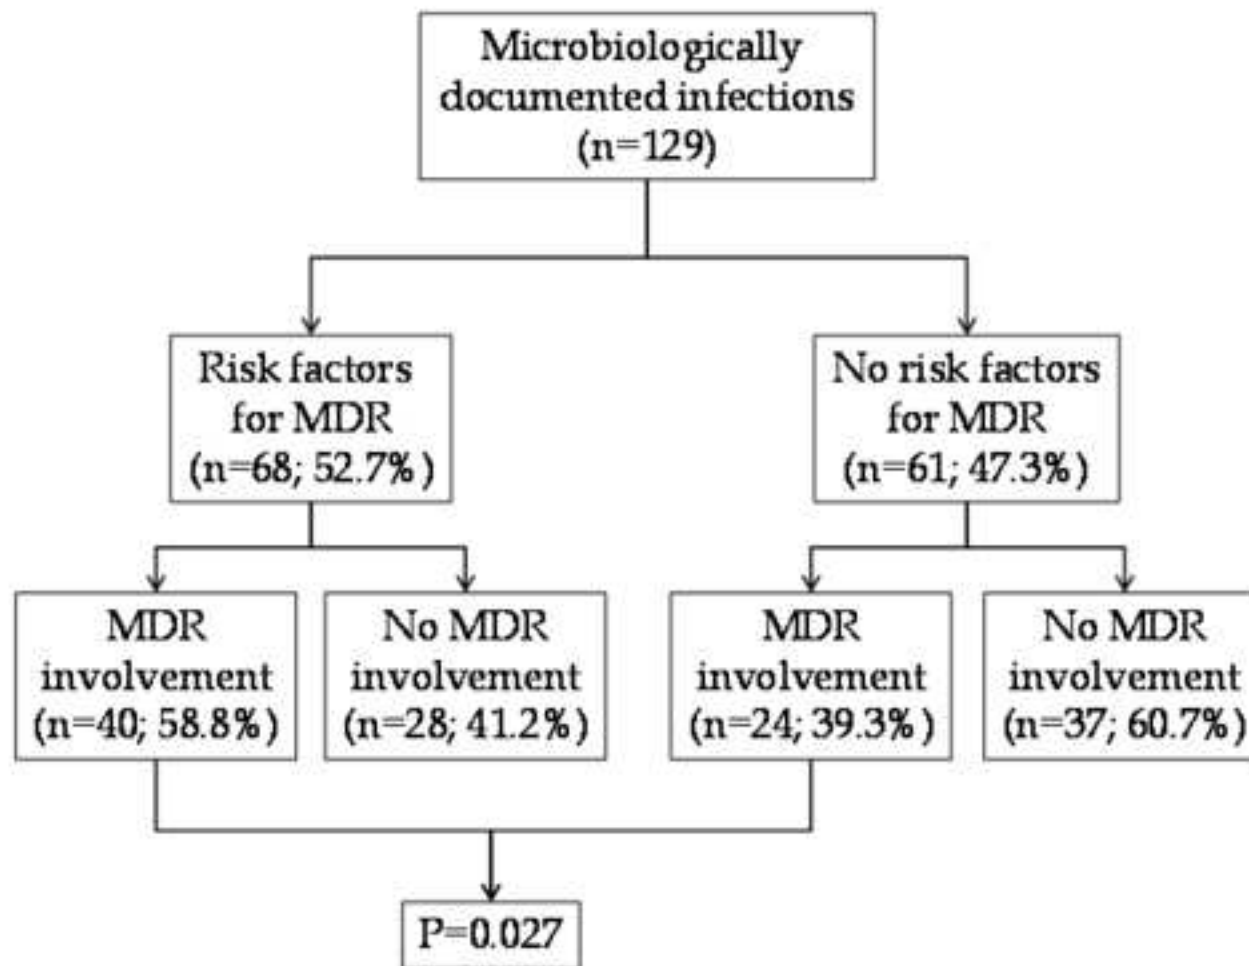 Microbiologically
documented infections
(n=129)
Risk factors
for MDR
(n=68; 52.7%)
No risk factors
for MDR
(n=61; 47.3%)
MDR
involvement
(n=40; 58.8%)
No MDR
involvement
(n=28; 41.2%)
MDR
involvement
(n=24; 39.3%)
No MDR
involvement
(n=37; 60.7%)
P=0.027